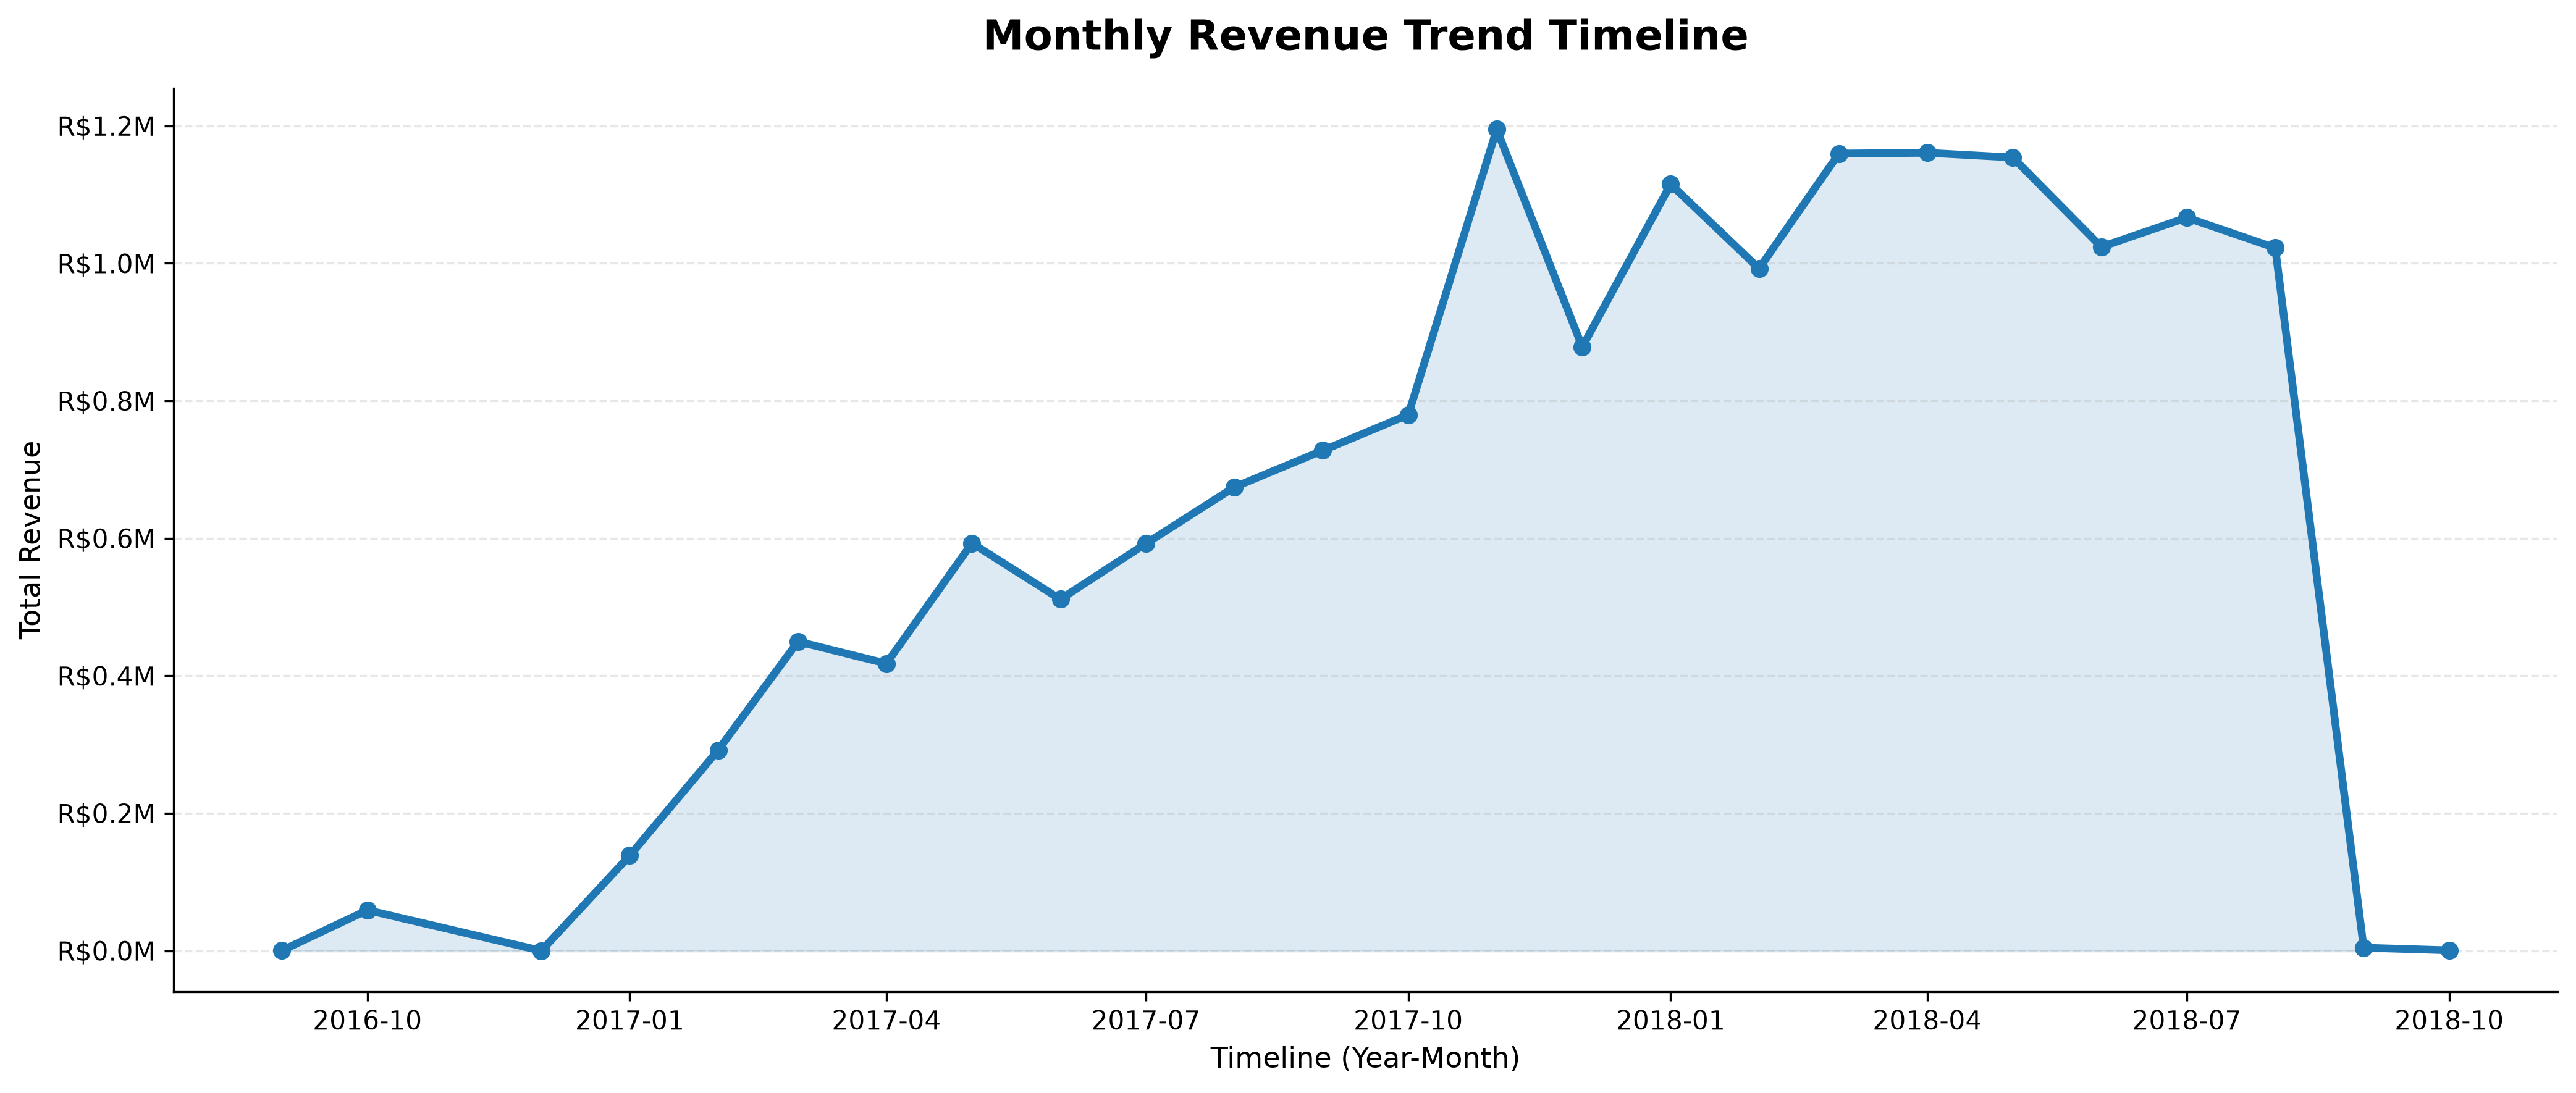 Monthly Revenue Trend Timeline
R$1.2M
R$1.0M
R$0.8M
R$0.6M
R$0.4M
R$0.2M
R$0.0M
Total Revenue
2016-10
2017-01
2017-04
2017-07
2017-10
2018-01
2018-04
2018-07
2018-10
Timeline (Year-Month)